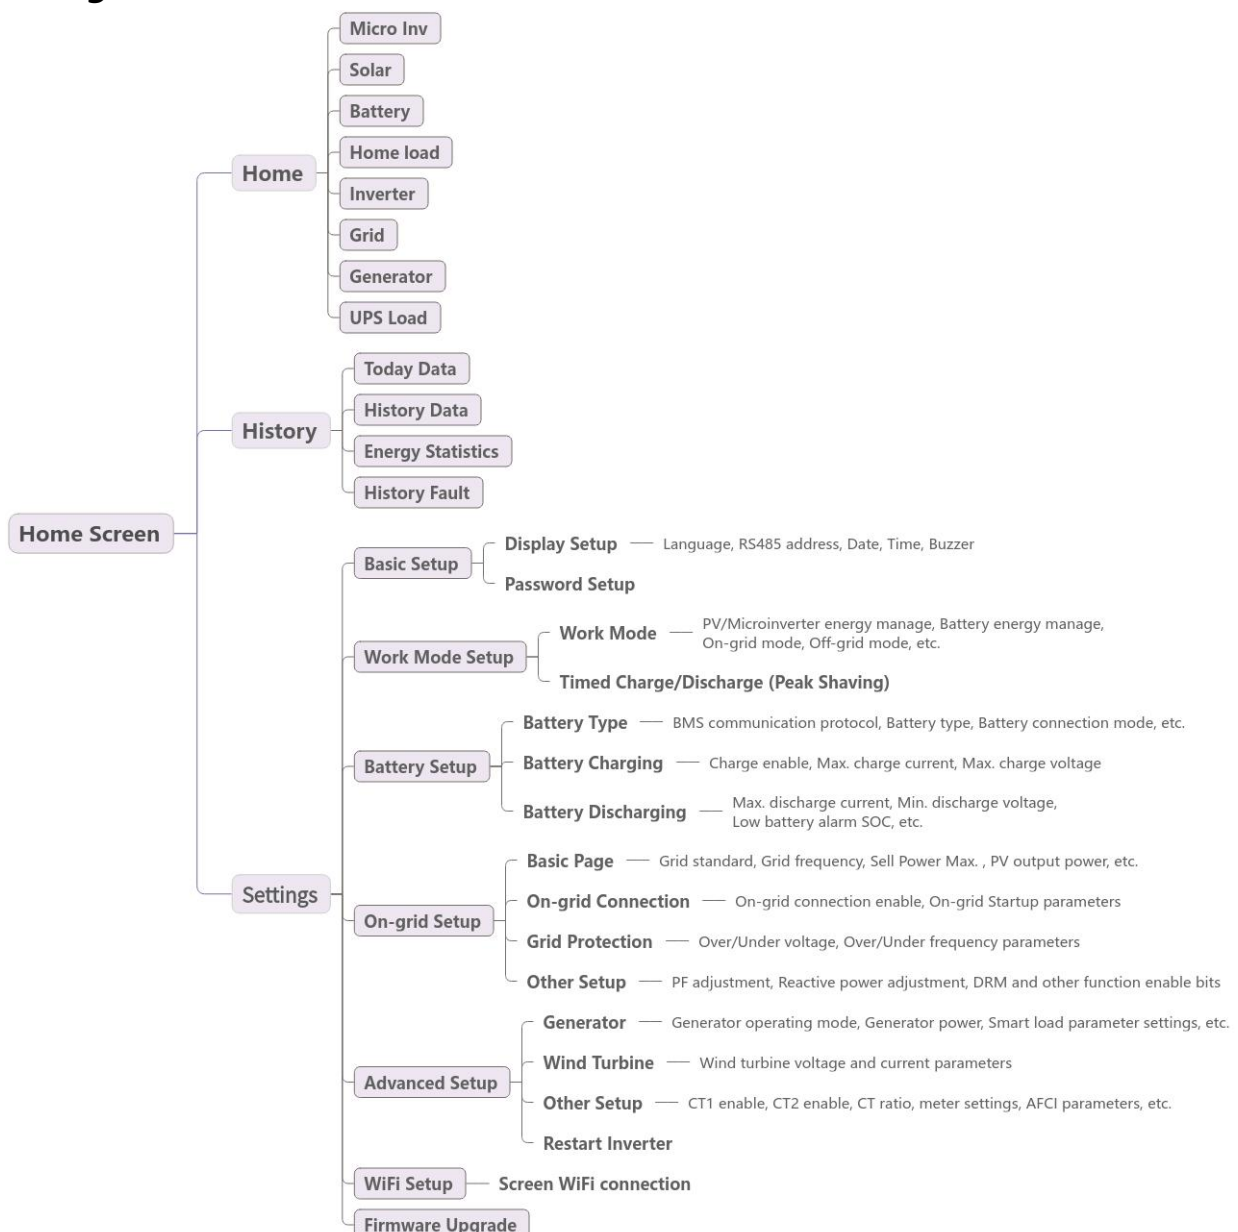 Home Screen
Home
Micro Inv
Solar
Battery
Home load
Inverter
Grid
Generator
UPS Load
History
Today Data
History Data
Energy Statistics
History Fault
Settings
Basic Setup
Display Setup
Language, RS485 address, Date, Time, Buzzer
Password Setup
Work Mode Setup
Work Mode
PV/Microinverter energy manage, Battery energy manage,
On-grid mode, Off-grid mode, etc.
Timed Charge/Discharge (Peak Shaving)
Battery Setup
Battery Type
BMS communication protocol, Battery type, Battery connection mode, etc.
Battery Charging
Charge enable, Max. charge current, Max. charge voltage
Battery Discharging
Max. discharge current, Min. discharge voltage,
Low battery alarm SOC, etc.
On-grid Setup
Basic Page
Grid standard, Grid frequency, Sell Power Max. , PV output power, etc.
On-grid Connection
On-grid connection enable, On-grid Startup parameters
Grid Protection
Over/Under voltage, Over/Under frequency parameters
Other Setup
PF adjustment, Reactive power adjustment, DRM and other function enable bits
Advanced Setup
Generator
Generator operating mode, Generator power, Smart load parameter settings, etc.
Wind Turbine
Wind turbine voltage and current parameters
Other Setup
CT1 enable, CT2 enable, CT ratio, meter settings, AFCI parameters, etc.
Restart Inverter
WiFi Setup
Screen WiFi connection
Firmware Upgrade